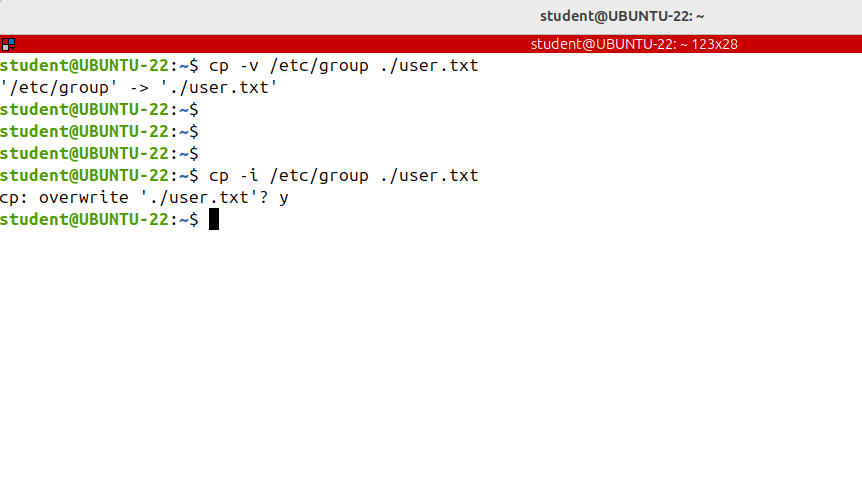 student@UBUNTU-22: ~
student@UBUNTU-22: ~ 123x28
student@UBUNTU-22:~$ cp -v /etc/group ./user.txt
'/etc/group' -> './user.txt'
student@UBUNTU-22:~$
student@UBUNTU-22:~$
student@UBUNTU-22:~$
student@UBUNTU-22:~$ cp -i /etc/group ./user.txt
cp: overwrite './user.txt'? y
student@UBUNTU-22:~$